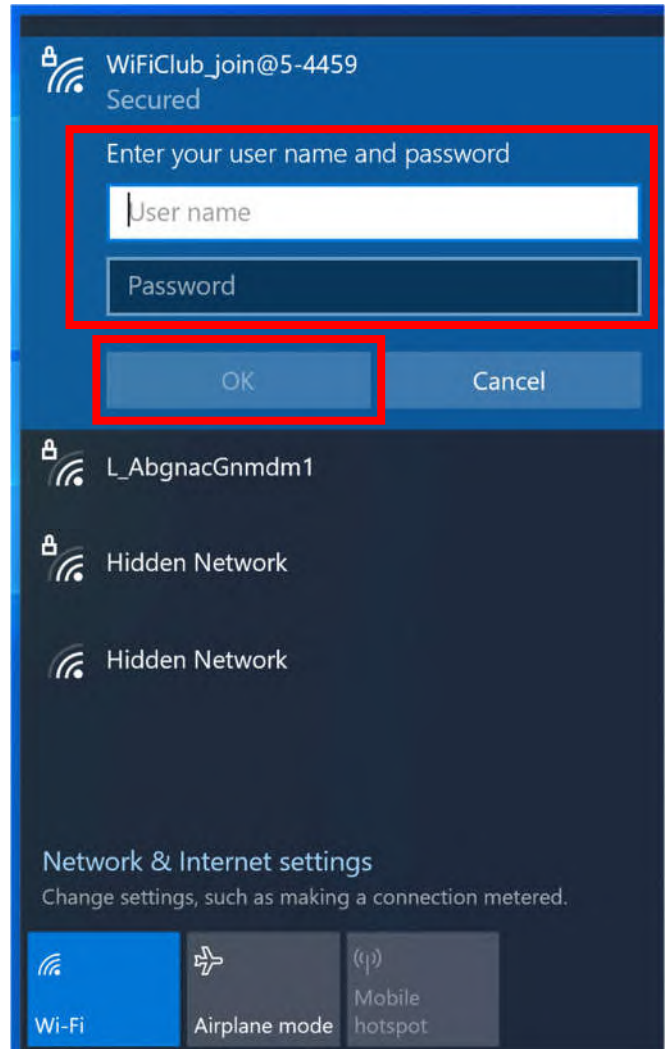 WiFiClub_join@5-4459
Secured
Enter your user name and password
User name
Password
OK Cancel
L_AbgnacGnmdm1
Hidden Network
Hidden Network
Network & Internet settings
Change settings, such as making a connection metered.
Wi-Fi
Airplane mode
Mobile
hotspot